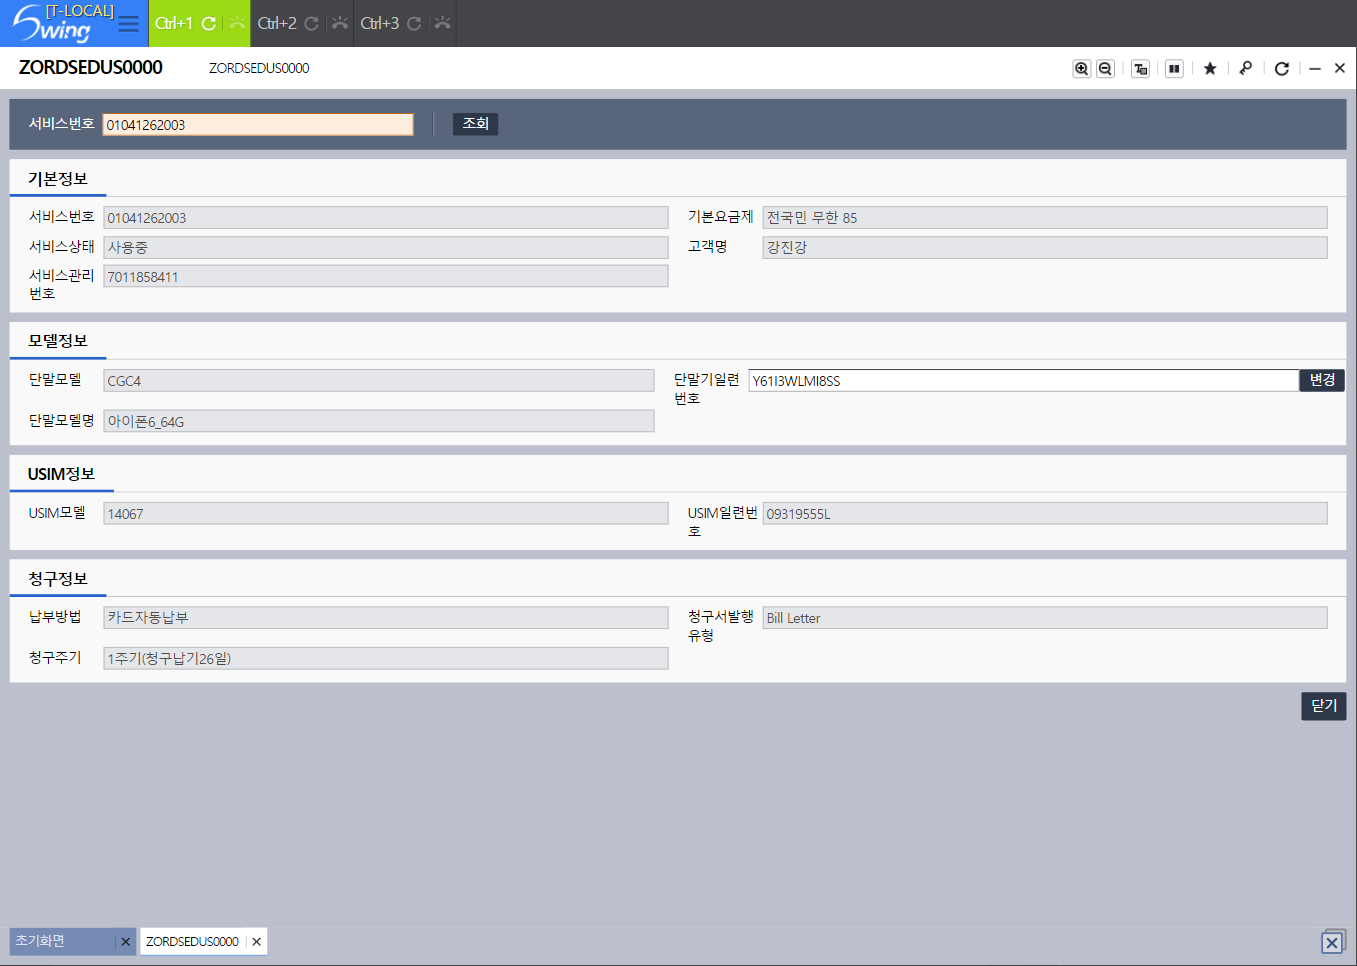 [T-LOCAL]
Swing
Ctrl+1
Ctrl+2
Ctrl+3
ZORDSEDUS0000
ZORDSEDUS0000
서비스번호
01041262003
조회
기본정보
서비스번호
01041262003
기본요금제
전국민 무한 85
서비스상태
사용중
고객명
강진강
서비스관리
번호
7011858411
모델정보
단말모델
CGC4
단말기일련
번호
Y61I3WLMI8SS
변경
단말모델명
아이폰6_64G
USIM정보
USIM모델
14067
USIM일련번
호
09319555L
청구정보
납부방법
카드자동납부
청구서발행
유형
Bill Letter
청구주기
1주기(청구납기26일)
닫기
초기화면
ZORDSEDUS0000